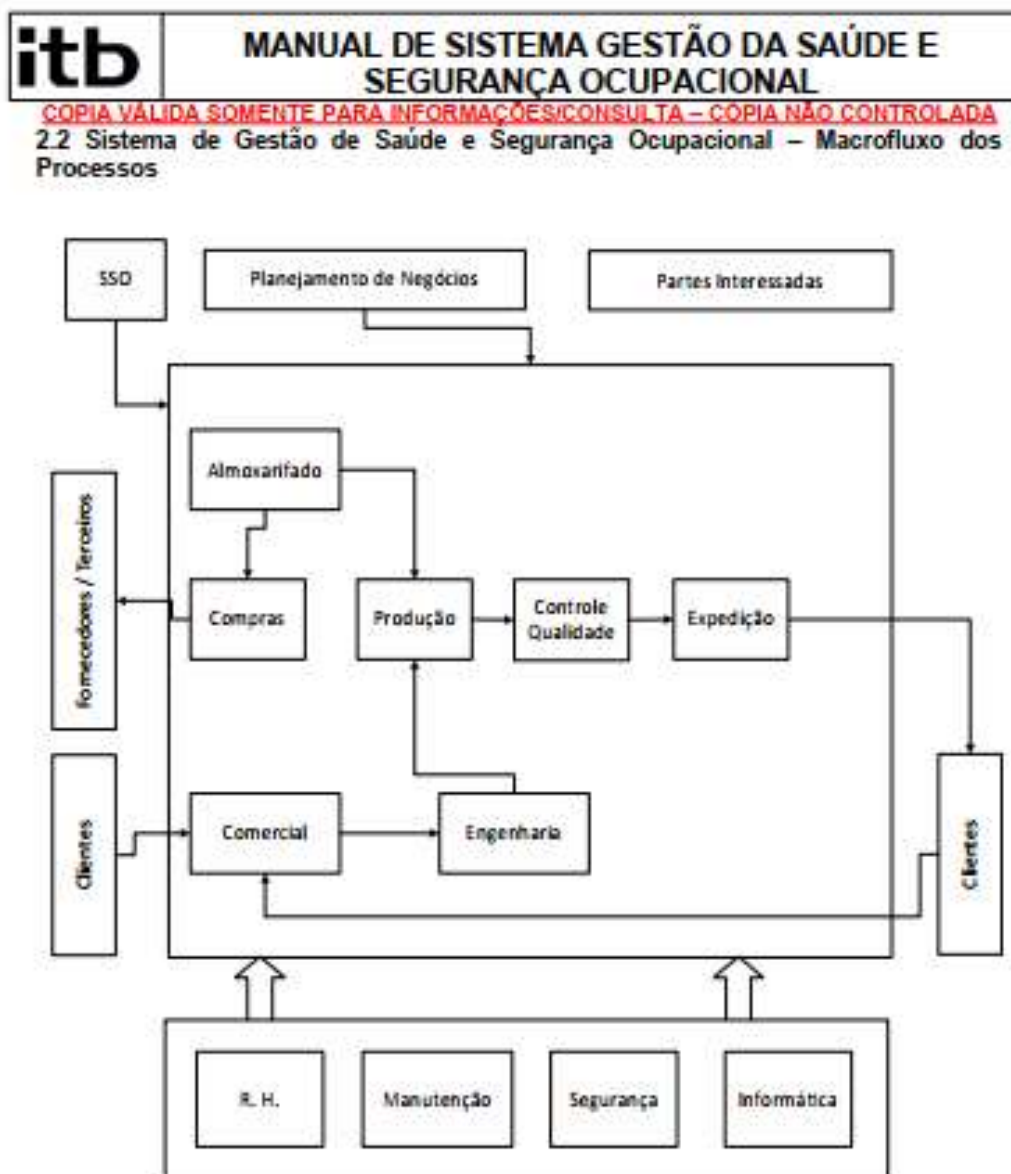 itb
MANUAL DE SISTEMA GESTÃO DA SAÚDE E
SEGURANÇA OCUPACIONAL
COPIA VÁLIDA SOMENTE PARA INFORMAÇÕES/CONSULTA – CÓPIA NÃO CONTROLADA
2.2 Sistema de Gestão de Saúde e Segurança Ocupacional – Macrofluxo dos
Processos
SSO
Planejamento de Negócios
Partes Interessadas
Almoxarifado
Fornecedores / Terceiros
Compras
Produção
Controle
Qualidade
Expedição
Clientes
Comercial
Engenharia
Clientes
R. H.
Manutenção
Segurança
Informática